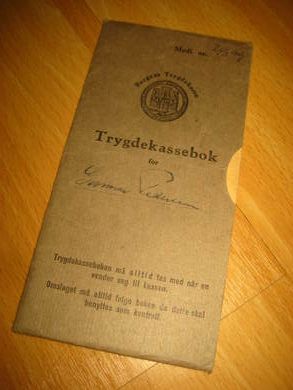 Medl. nr.
Bergens Trygdekasse
Trygdekassebok
for
Trygdekasseboken må alltid tas med når en
vender seg til kassen.
Omslaget må alltid følge boken da dette skal
benyttes som kontroll.